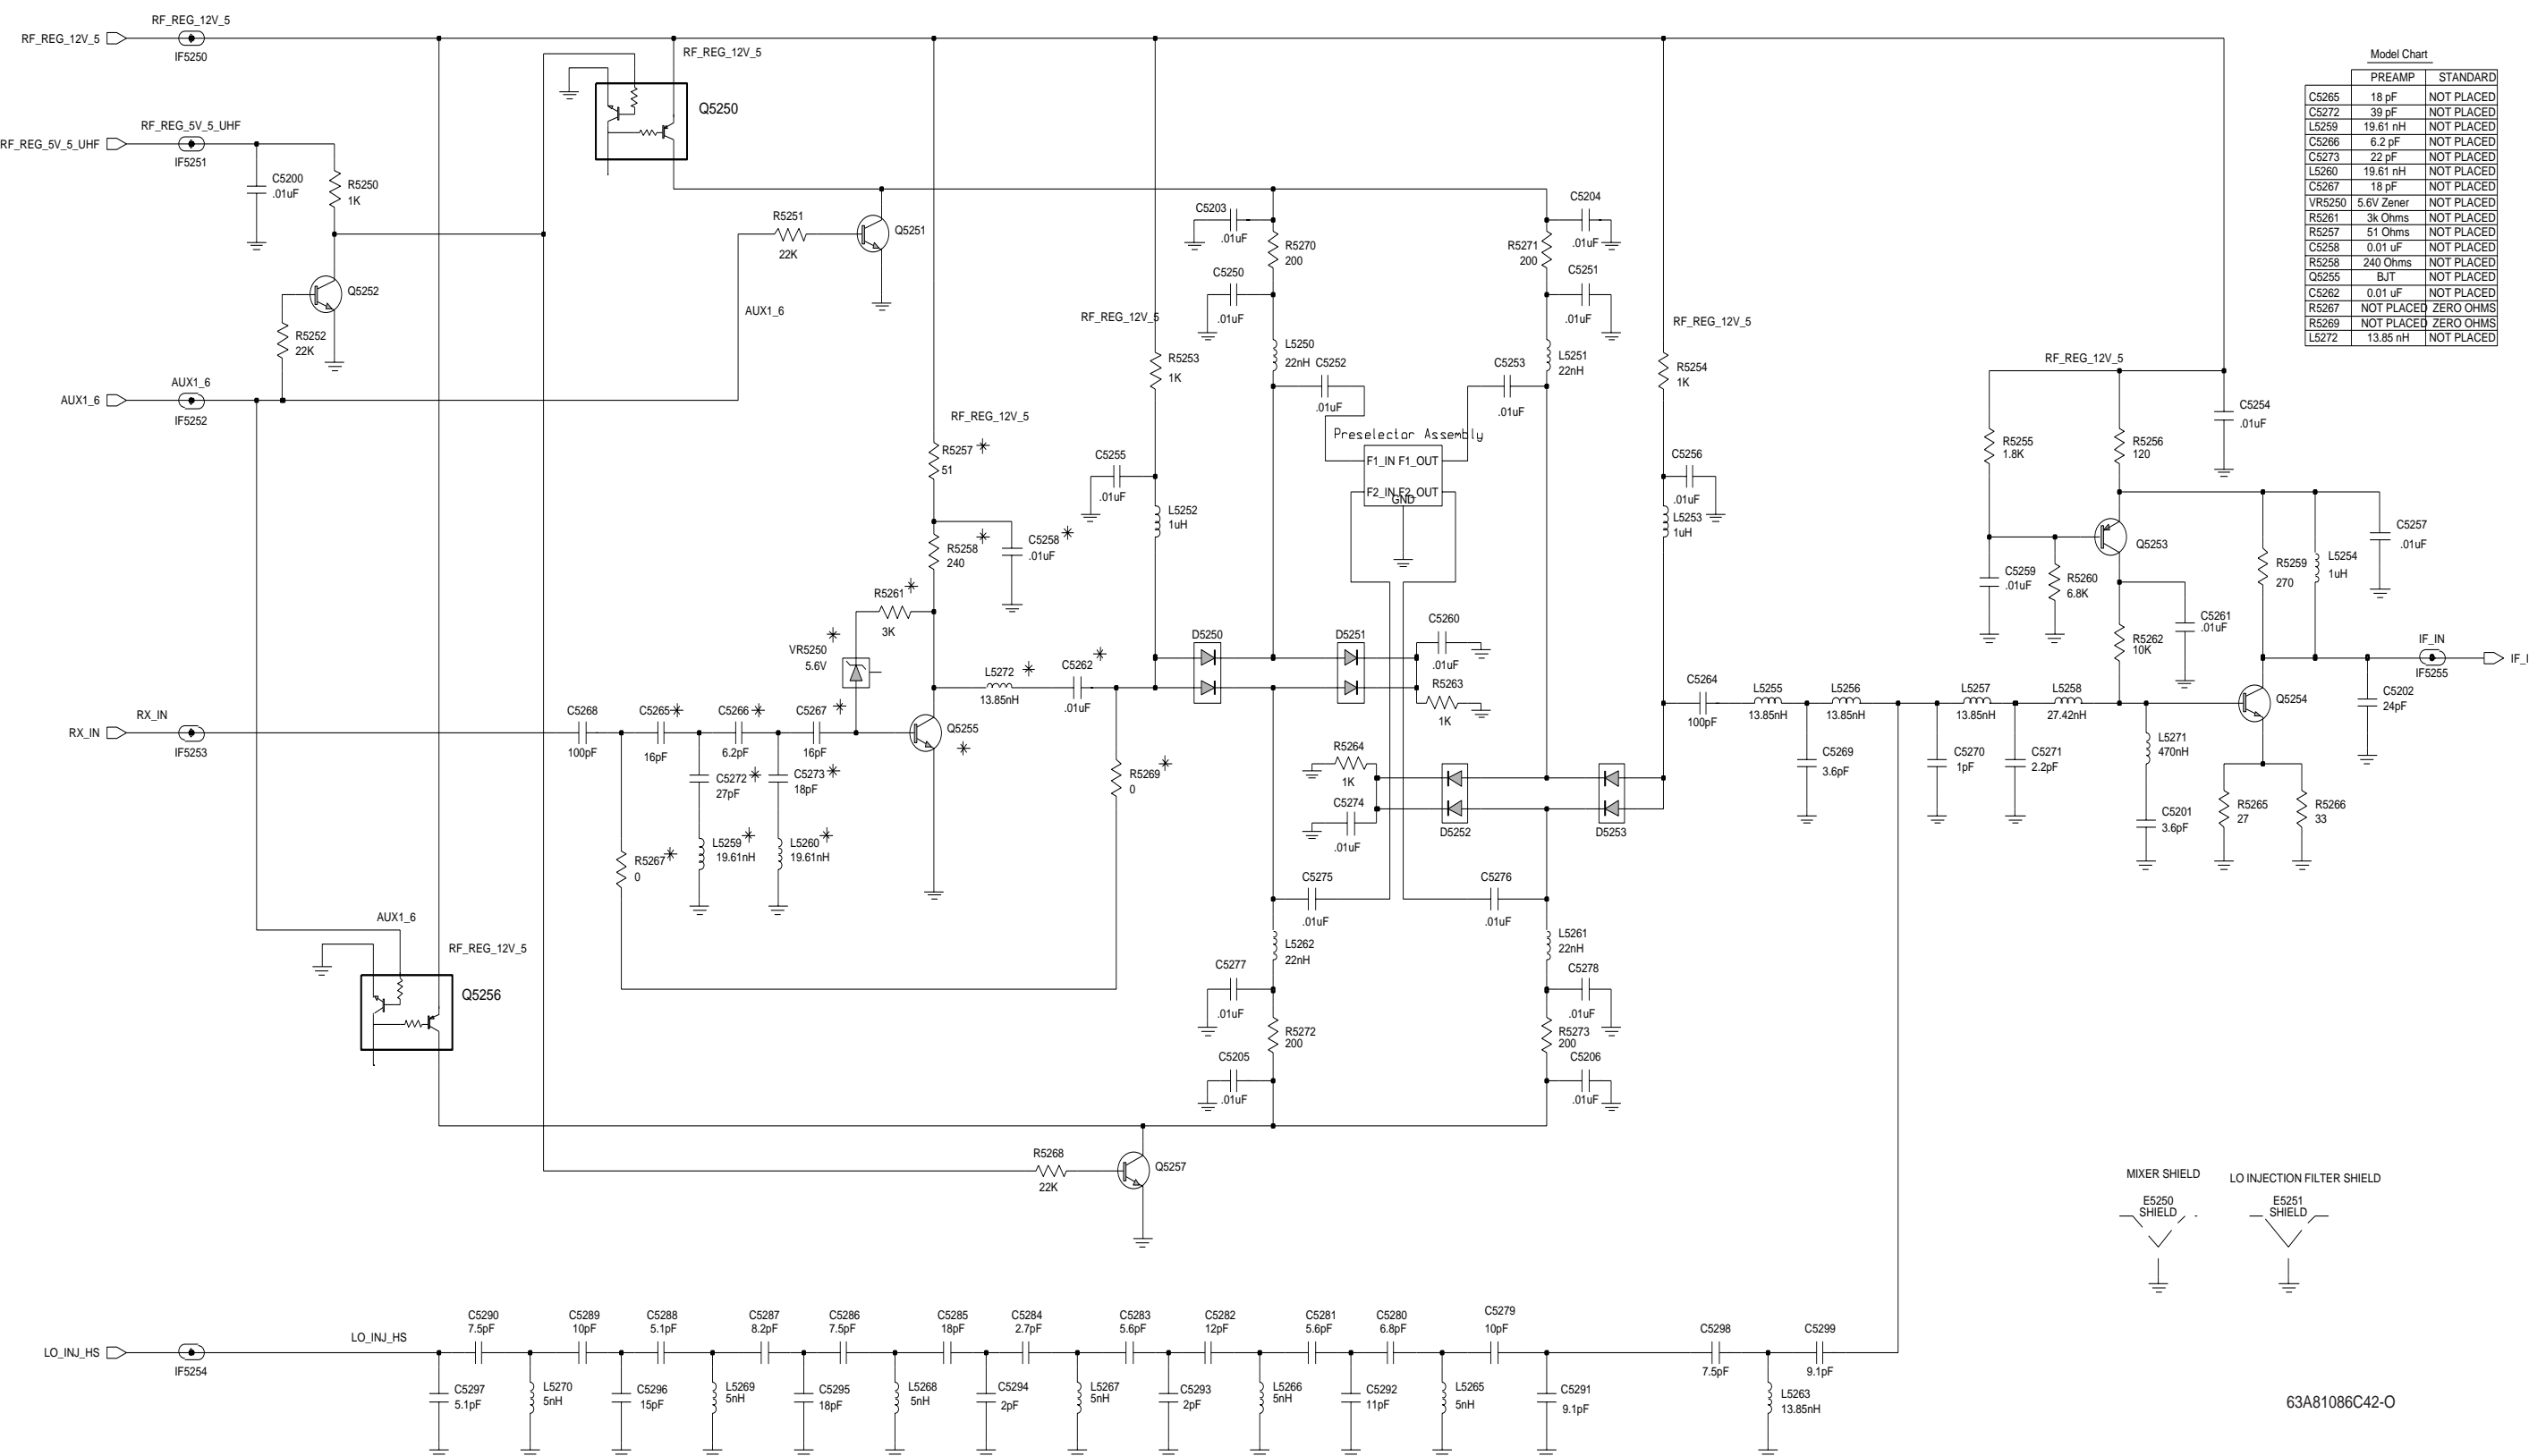 RF_REG_12V_5
RF_REG_12V_5
IF5250
RF_REG_12V_5
Q5250
RF_REG_5V_5_UHF
RF_REG_5V_5_UHF
IF5251
C5200
.01uF
R5250
1K
Q5252
R5252
22K
AUX1_6
AUX1_6
IF5252
R5251
22K
Q5251
AUX1_6
C5203
.01uF
R5270
200
C5204
.01uF
R5271
200
C5250
.01uF
C5251
.01uF
RF_REG_12V_5
R5253
1K
L5250
22nH
C5252
.01uF
C5253
.01uF
L5251
22nH
RF_REG_12V_5
R5254
1K
Model Chart
PREAMP STANDARD
C5265 18 pF NOT PLACED
C5272 39 pF NOT PLACED
L5259 19.61 nH NOT PLACED
C5266 6.2 pF NOT PLACED
C5273 22 pF NOT PLACED
L5260 19.61 nH NOT PLACED
C5267 18 pF NOT PLACED
VR5250 5.6V Zener NOT PLACED
R5261 3k Ohms NOT PLACED
R5257 51 Ohms NOT PLACED
C5258 0.01 uF NOT PLACED
R5258 240 Ohms NOT PLACED
Q5255 BJT NOT PLACED
C5262 0.01 uF NOT PLACED
R5267 NOT PLACED ZERO OHMS
R5269 NOT PLACED ZERO OHMS
L5272 13.85 nH NOT PLACED
RF_REG_12V_5
C5254
.01uF
R5255
1.8K
R5256
120
RF_REG_12V_5
R5257
51
C5255
.01uF
L5252
1uH
Preselector Assembly
F1_IN F1_OUT
F2_IN F2_OUT
GND
C5256
.01uF
L5253
1uH
Q5253
C5257
.01uF
R5258
240
C5258
.01uF
C5259
.01uF
R5260
6.8K
R5259
270
L5254
1uH
R5261
3K
C5261
.01uF
R5262
10K
VR5250
5.6V
D5250
D5251
C5260
.01uF
R5263
1K
IF_IN
IF5255
IF_I
L5272
13.85nH
C5262
.01uF
C5264
100pF
L5255
13.85nH
L5256
13.85nH
L5257
13.85nH
L5258
27.42nH
Q5254
C5202
24pF
RX_IN
RX_IN
IF5253
C5268
100pF
C5265
16pF
C5266
6.2pF
C5267
16pF
Q5255
C5272
27pF
C5273
18pF
R5269
0
R5264
1K
C5274
.01uF
D5252
D5253
C5269
3.6pF
C5270
1pF
C5271
2.2pF
L5271
470nH
C5201
3.6pF
R5265
27
R5266
33
R5267
0
L5259
19.61nH
L5260
19.61nH
C5275
.01uF
C5276
.01uF
AUX1_6
RF_REG_12V_5
Q5256
L5262
22nH
L5261
22nH
C5277
.01uF
C5278
.01uF
R5272
200
R5273
200
C5205
.01uF
C5206
.01uF
R5268
22K
Q5257
MIXER SHIELD
E5250
SHIELD
LO INJECTION FILTER SHIELD
E5251
SHIELD
LO_INJ_HS
IF5254
LO_INJ_HS
C5290
7.5pF
C5289
10pF
C5288
5.1pF
C5287
8.2pF
C5286
7.5pF
C5285
18pF
C5284
2.7pF
C5283
5.6pF
C5282
12pF
C5281
5.6pF
C5280
6.8pF
C5279
10pF
C5298
7.5pF
C5299
9.1pF
C5297
5.1pF
L5270
5nH
C5296
15pF
L5269
5nH
C5295
18pF
L5268
5nH
C5294
2pF
L5267
5nH
C5293
2pF
L5266
5nH
C5292
11pF
L5265
5nH
C5291
9.1pF
L5263
13.85nH
63A81086C42-O